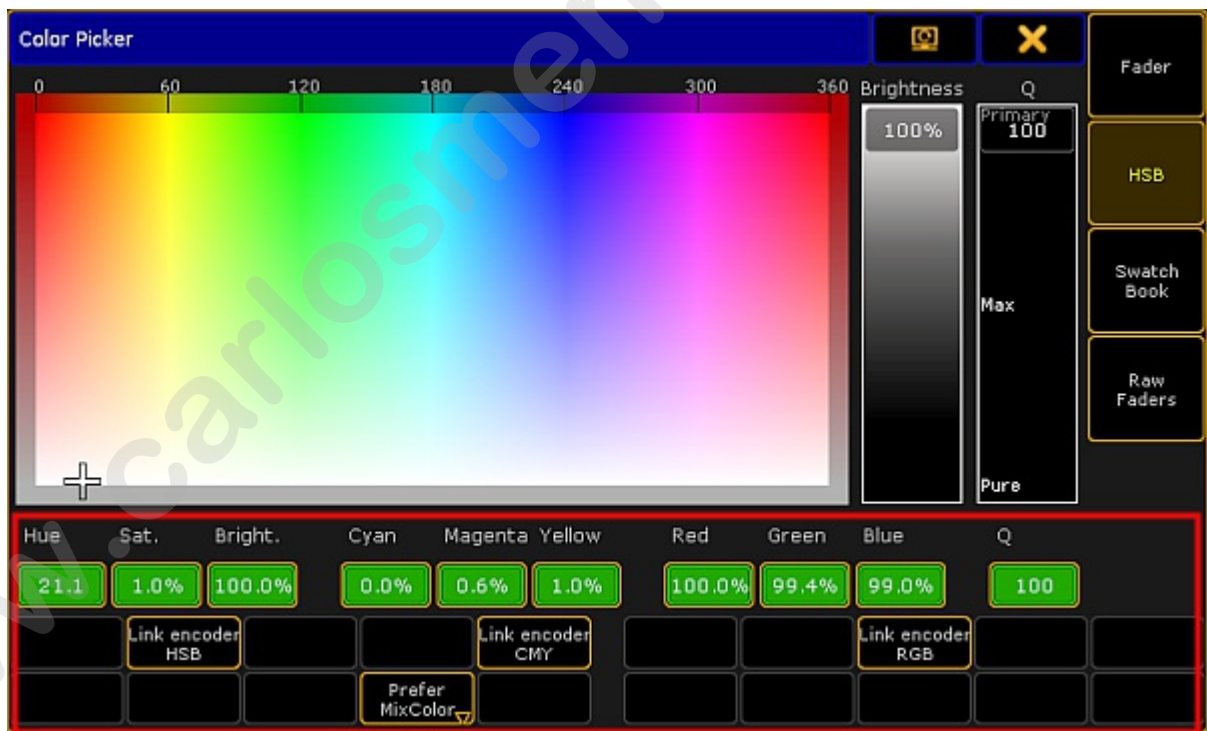 Color Picker
0 60 120 180 240 300 360 Brightness Q
Fader
100%
Primary
100
HSB
Swatch
Book
Max
Raw
Faders
Pure
Hue Sat. Bright. Cyan Magenta Yellow Red Green Blue Q
21.1 1.0% 100.0% 0.0% 0.6% 1.0% 100.0% 99.4% 99.0% 100
Link encoder
HSB
Link encoder
CMY
Link encoder
RGB
Prefer
MixColor